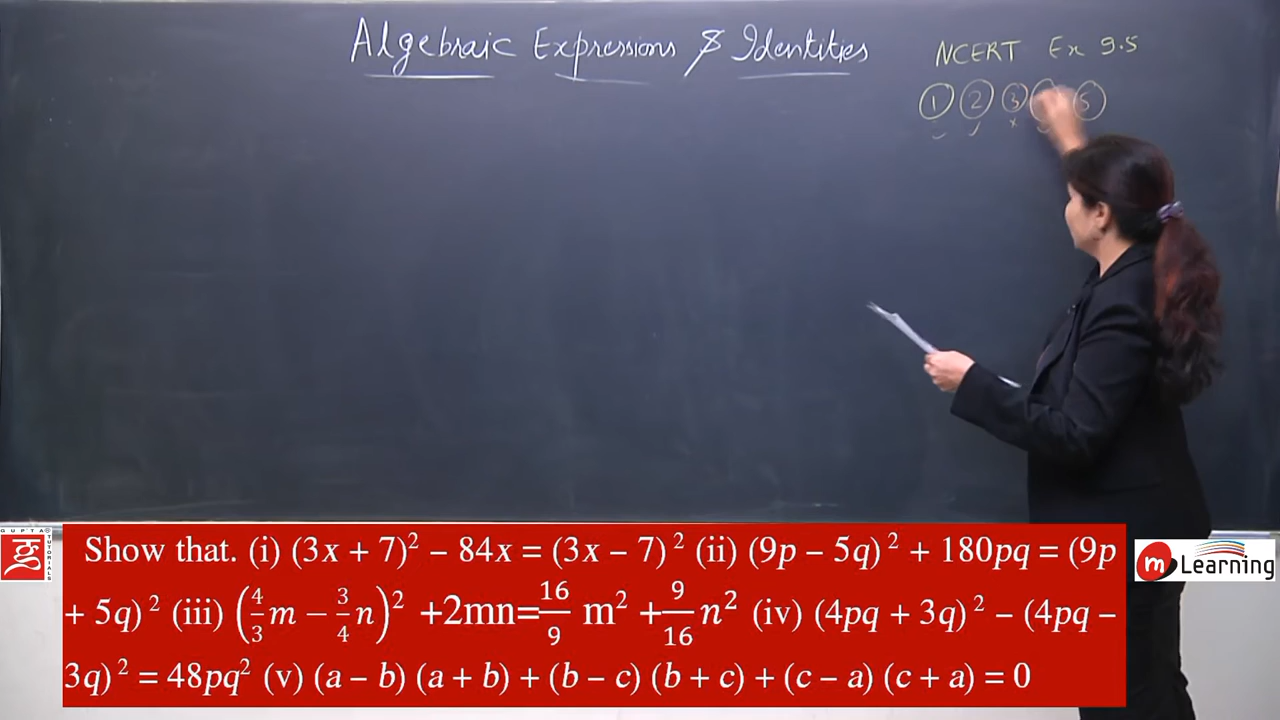 Algebraic Expressions & Identities
NCERT Ex 9.5
1 2 3 5
Show that. (i) (3x + 7)² – 84x = (3x – 7)² (ii) (9p – 5q)² + 180pq = (9p
+ 5q)² (iii) (4/3 m – 3/4 n)² +2mn=16/9 m² +9/16 n² (iv) (4pq + 3q)² – (4pq –
3q)² = 48pq² (v) (a – b) (a + b) + (b – c) (b + c) + (c – a) (c + a) = 0
GUPTA
TUTORIALS
ग
m Learning